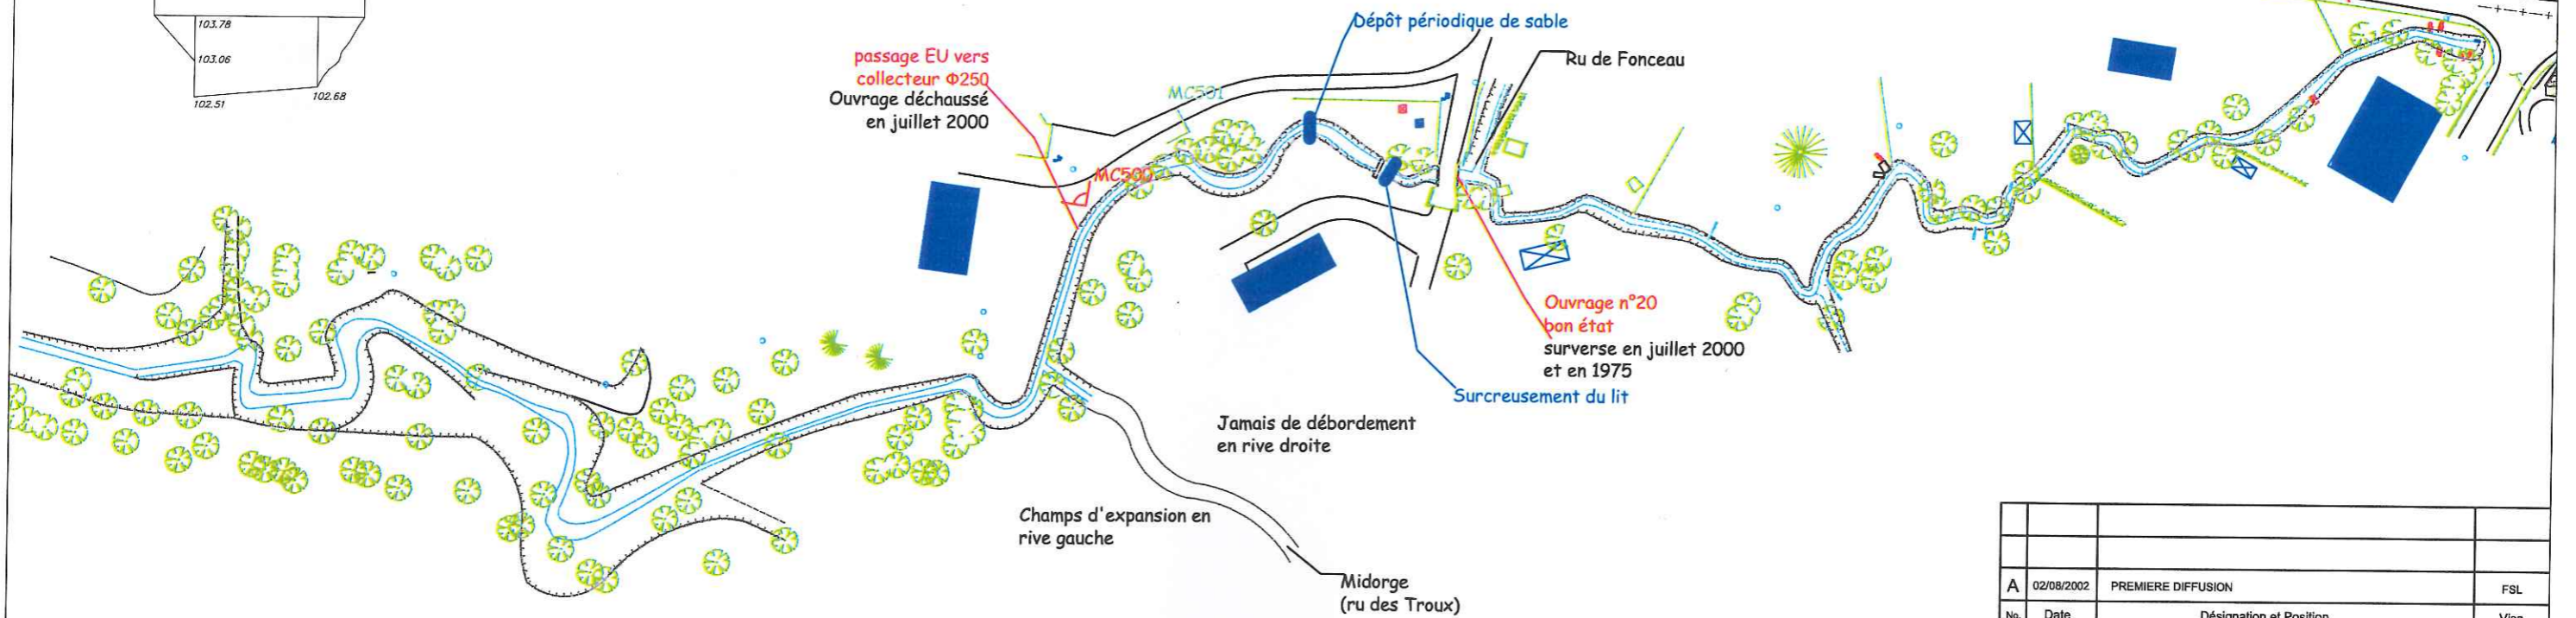 103.78
103.06
102.51
102.68
Dépôt périodique de sable
passage EU vers
collecteur Φ250
Ouvrage déchaussé
en juillet 2000
MC501
MC500
Ru de Fonceau
Ouvrage n°20
bon état
surverse en juillet 2000
et en 1975
Surcreusement du lit
Jamais de débordement
en rive droite
Champs d'expansion en
rive gauche
Midorge
(ru des Troux)
A 02/08/2002 PREMIERE DIFFUSION FSL
No. Date Désignation et Position Visa